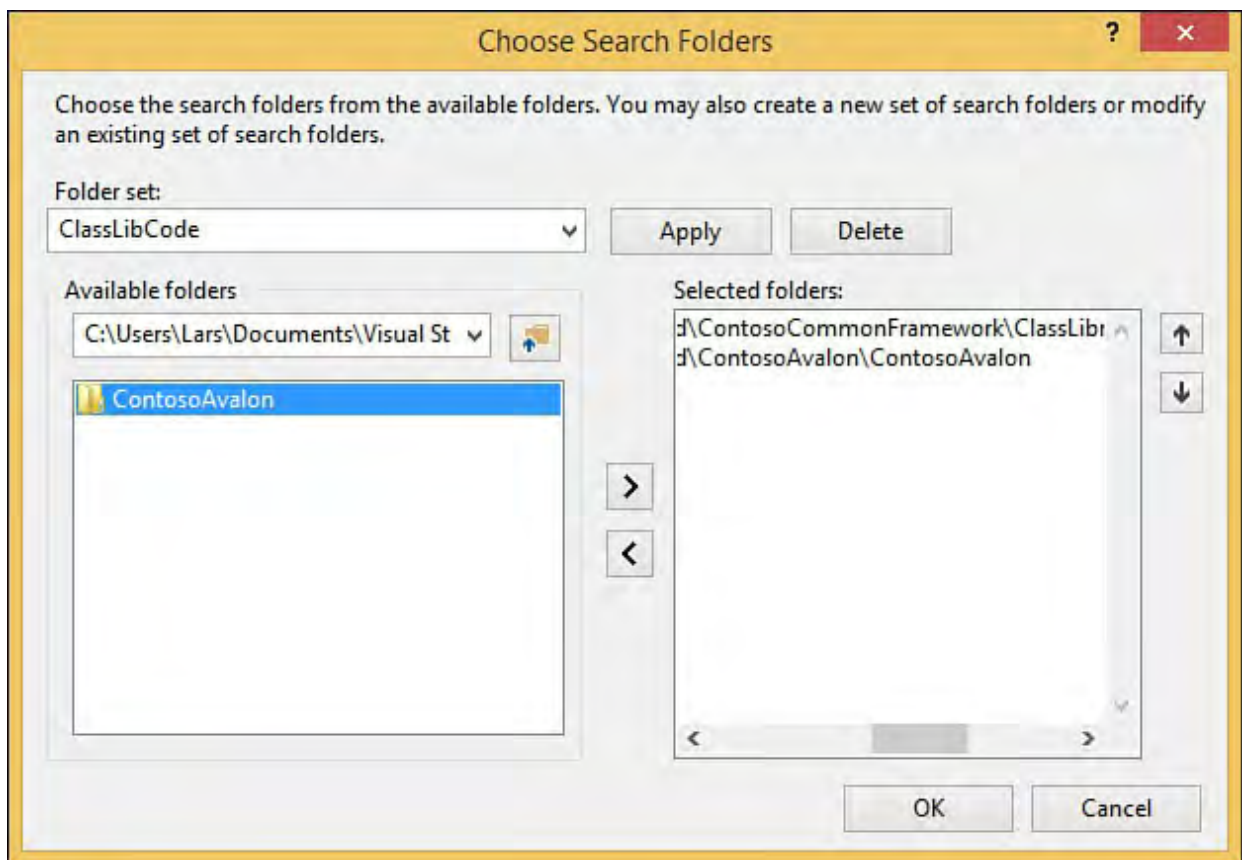 Choose Search Folders
?
Choose the search folders from the available folders. You may also create a new set of search folders or modify
an existing set of search folders.
Folder set:
ClassLibCode
Apply
Delete
Available folders
Selected folders:
C:\Users\Lars\Documents\Visual St
ContosoAvalon
d\ContosoCommonFramework\ClassLibr
d\ContosoAvalon\ContosoAvalon
OK
Cancel